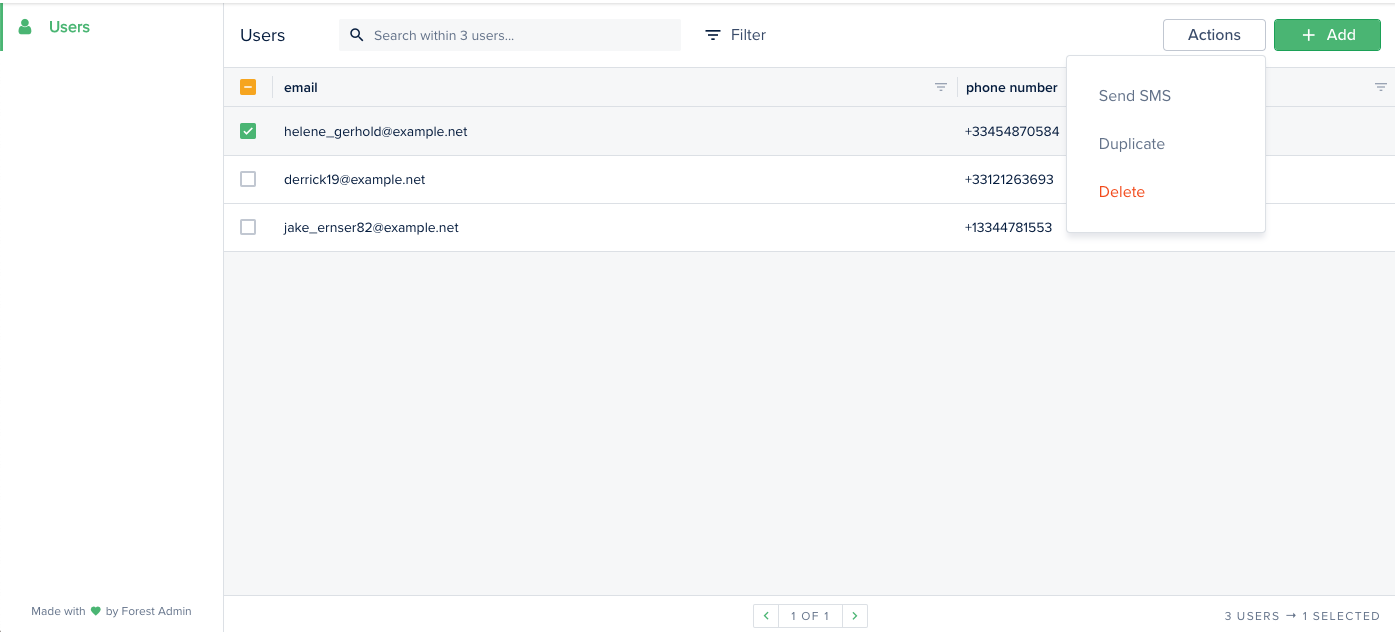 Users
Users
Search within 3 users...
Filter
Actions
Add
email
phone number
Send SMS
helene_gerhold@example.net
+33454870584
Duplicate
derrick19@example.net
+33121263693
Delete
jake_ernser82@example.net
+13344781553
Made with by Forest Admin
1 OF 1
3 USERS → 1 SELECTED